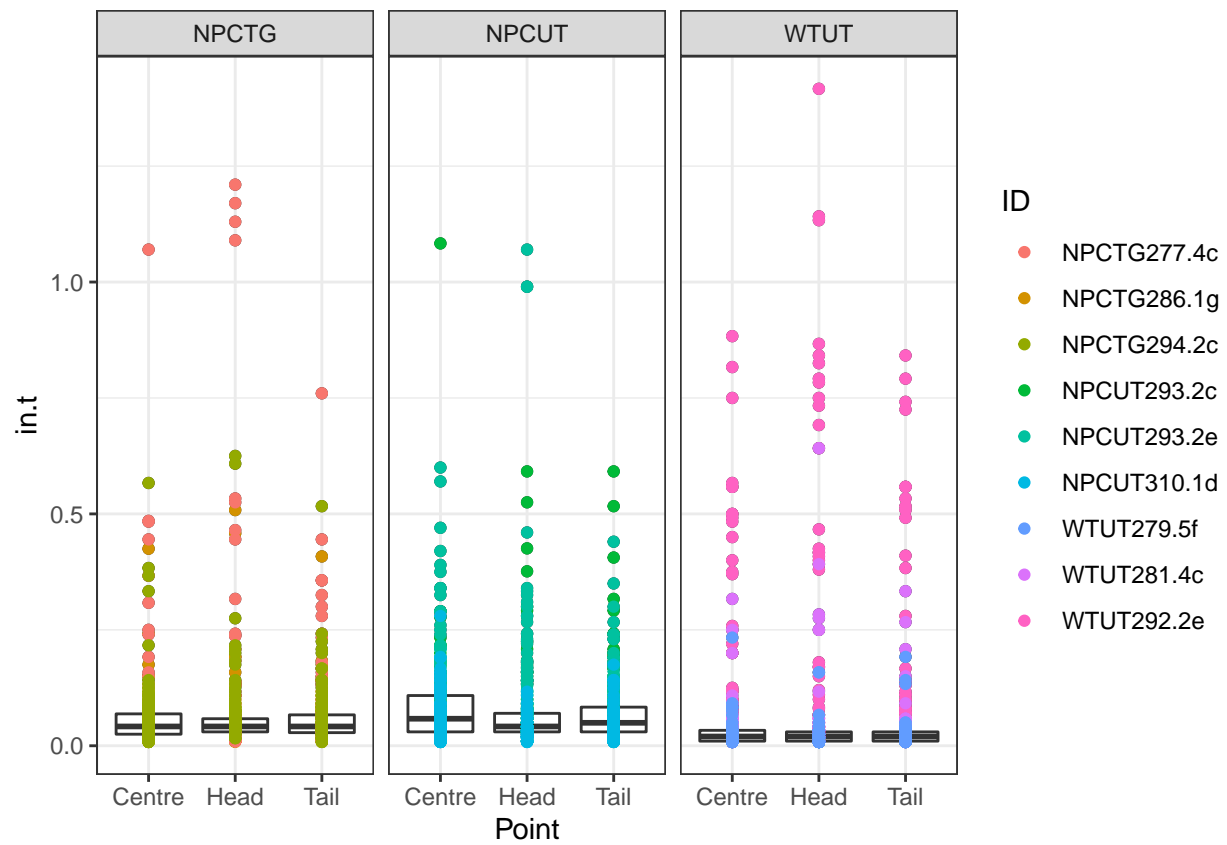 NPCTG NPCUT WTUT
in.t
1.0
0.5
0.0
Centre Head Tail Centre Head Tail Centre Head Tail
Point
ID
NPCTG277.4c
NPCTG286.1g
NPCTG294.2c
NPCUT293.2c
NPCUT293.2e
NPCUT310.1d
WTUT279.5f
WTUT281.4c
WTUT292.2e